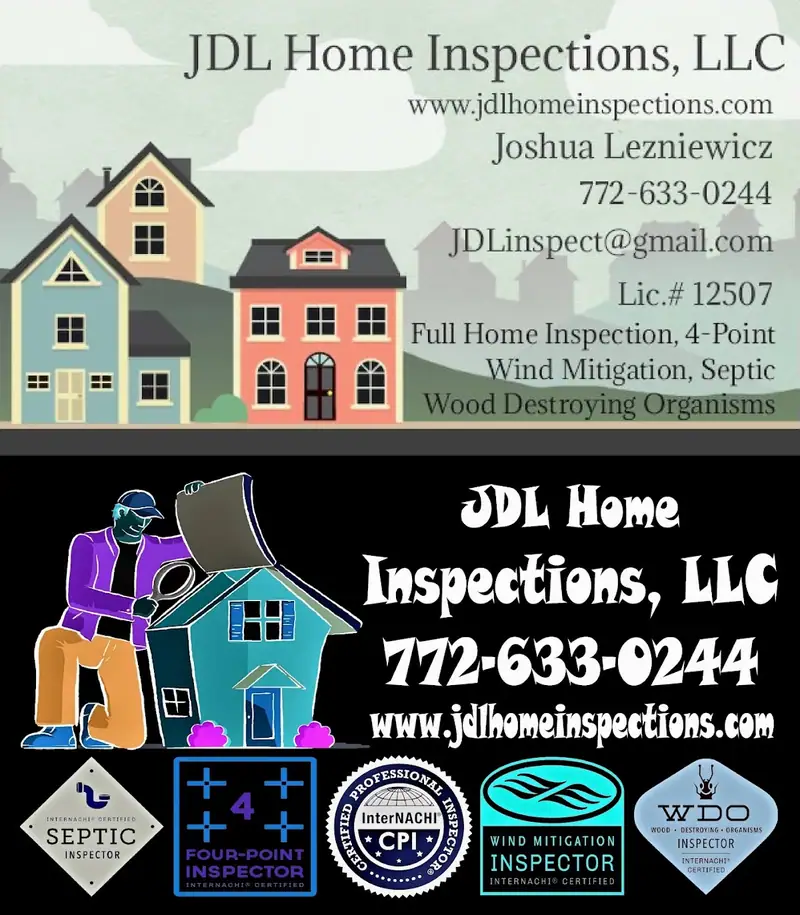 JDL Home Inspections, LLC
www.jdlhomeinspections.com
Joshua Lezniewicz
772-633-0244
JDLinspect@gmail.com
Lic.# 12507
Full Home Inspection, 4-Point
Wind Mitigation, Septic
Wood Destroying Organisms
JDL Home
Inspections, LLC
772-633-0244
www.jdlhomeinspections.com
INTERNACHI® CERTIFIED
SEPTIC
INSPECTOR
4
FOUR-POINT
INSPECTOR
INTERNACHI® CERTIFIED
CERTIFIED PROFESSIONAL INSPECTOR®
InterNACHI®
CPI
WIND MITIGATION
INSPECTOR
INTERNACHI® CERTIFIED
WDO
WOOD • DESTROYING • ORGANISMS
INSPECTOR
INTERNACHI®
CERTIFIED